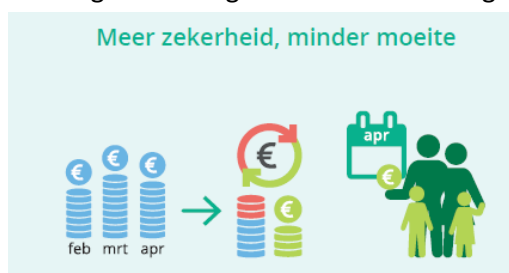 Meer zekerheid, minder moeite
€ € €
€
€
apr
€
feb mrt apr